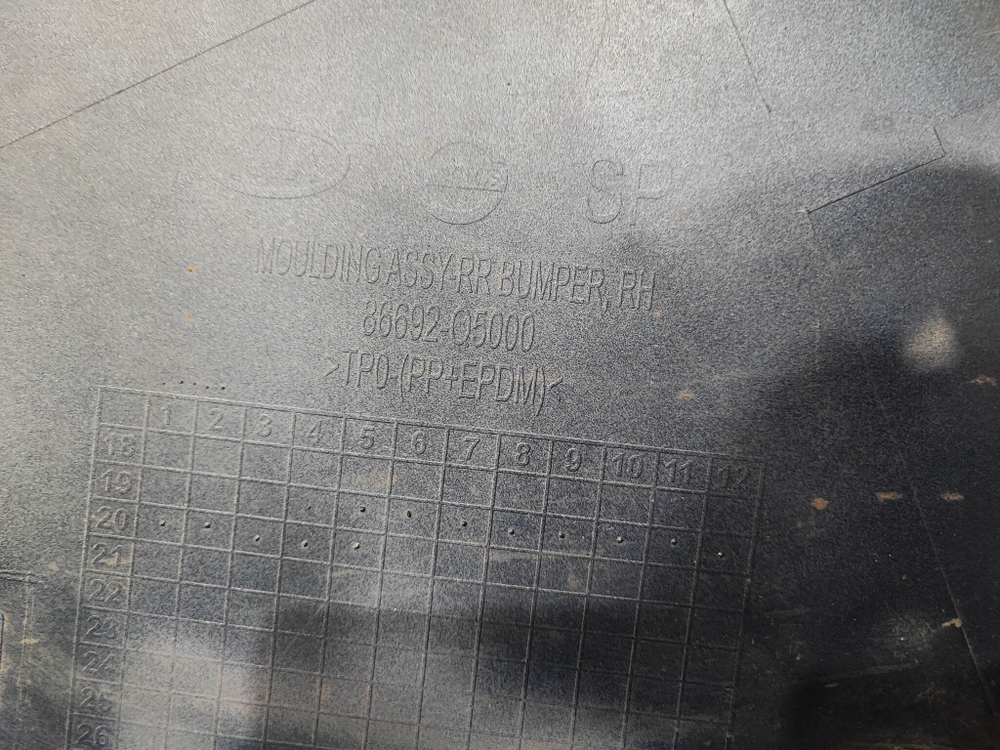 SP
MOULDING ASSY-RR BUMPER, RH
86692-Q5000
>TPO-(PP+EPDM)<
1 2 3 4 5 6 7 8 9 10 11 12
18
19
20
21
22
23
24
25
26